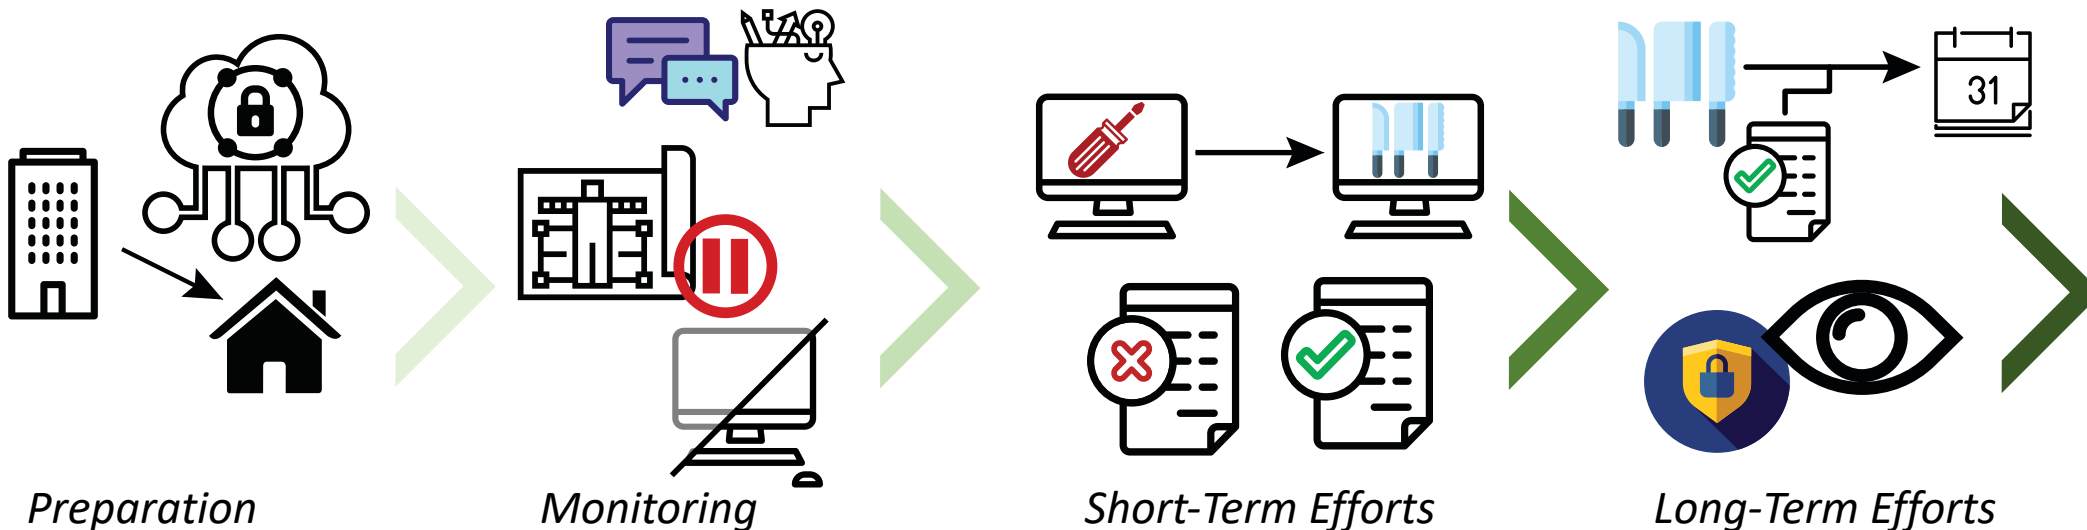 31
Preparation
Monitoring
Short-Term Efforts
Long-Term Efforts